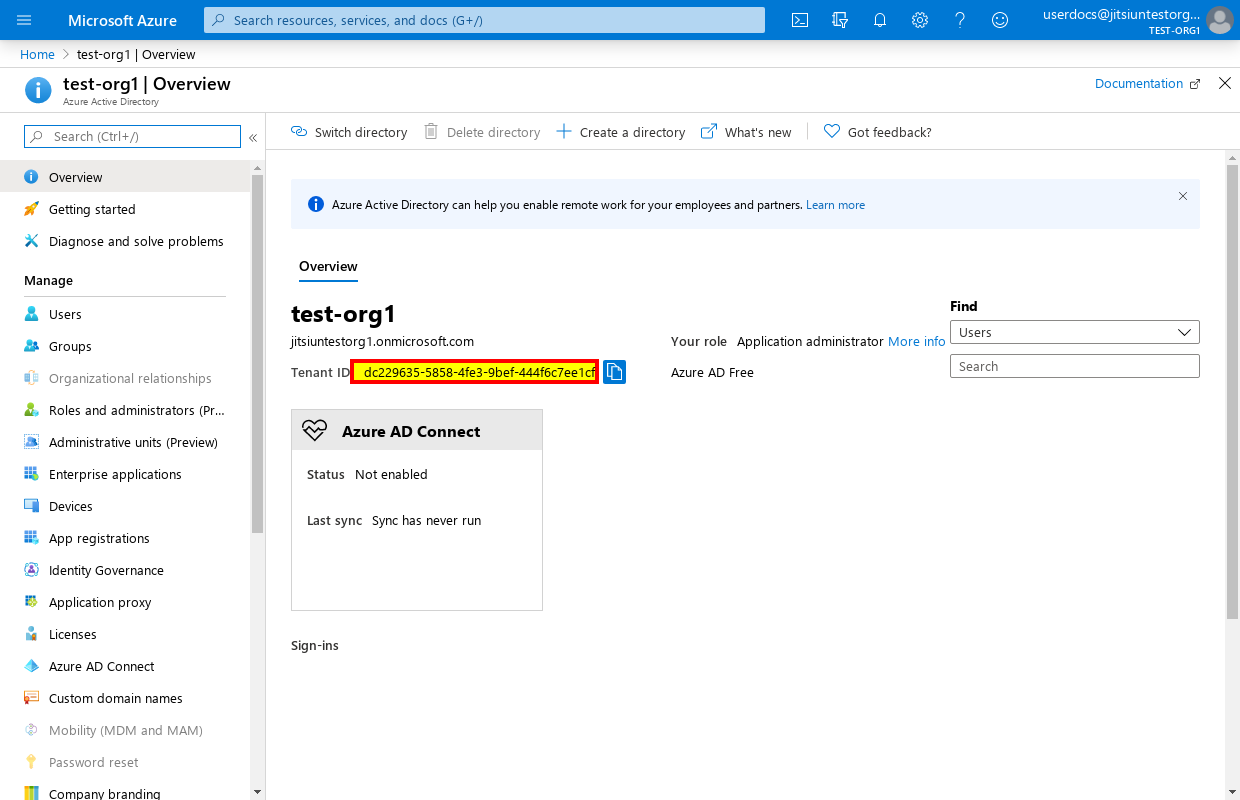 Microsoft Azure
Search resources, services, and docs (G+/)
userdocs@jitsiuntestorg...
TEST-ORG1
Home > test-org1 | Overview
test-org1 | Overview
Azure Active Directory
Documentation
Search (Ctrl+/)
«
Switch directory
Delete directory
Create a directory
What's new
Got feedback?
Overview
Getting started
Diagnose and solve problems
Manage
Users
Groups
Organizational relationships
Roles and administrators (Pr...
Administrative units (Preview)
Enterprise applications
Devices
App registrations
Identity Governance
Application proxy
Licenses
Azure AD Connect
Custom domain names
Mobility (MDM and MAM)
Password reset
Company branding
Azure Active Directory can help you enable remote work for your employees and partners. Learn more
Overview
test-org1
jitsiuntestorg1.onmicrosoft.com
Tenant ID dc229635-5858-4fe3-9bef-444f6c7ee1cf
Your role Application administrator More info
Azure AD Free
Find
Users
Search
Azure AD Connect
Status Not enabled
Last sync Sync has never run
Sign-ins